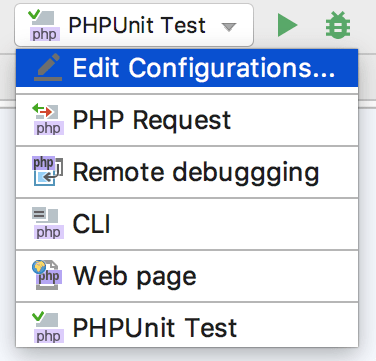 php PHPUnit Test
Edit Configurations...
php PHP Request
php Remote debuggging
php CLI
php Web page
php PHPUnit Test